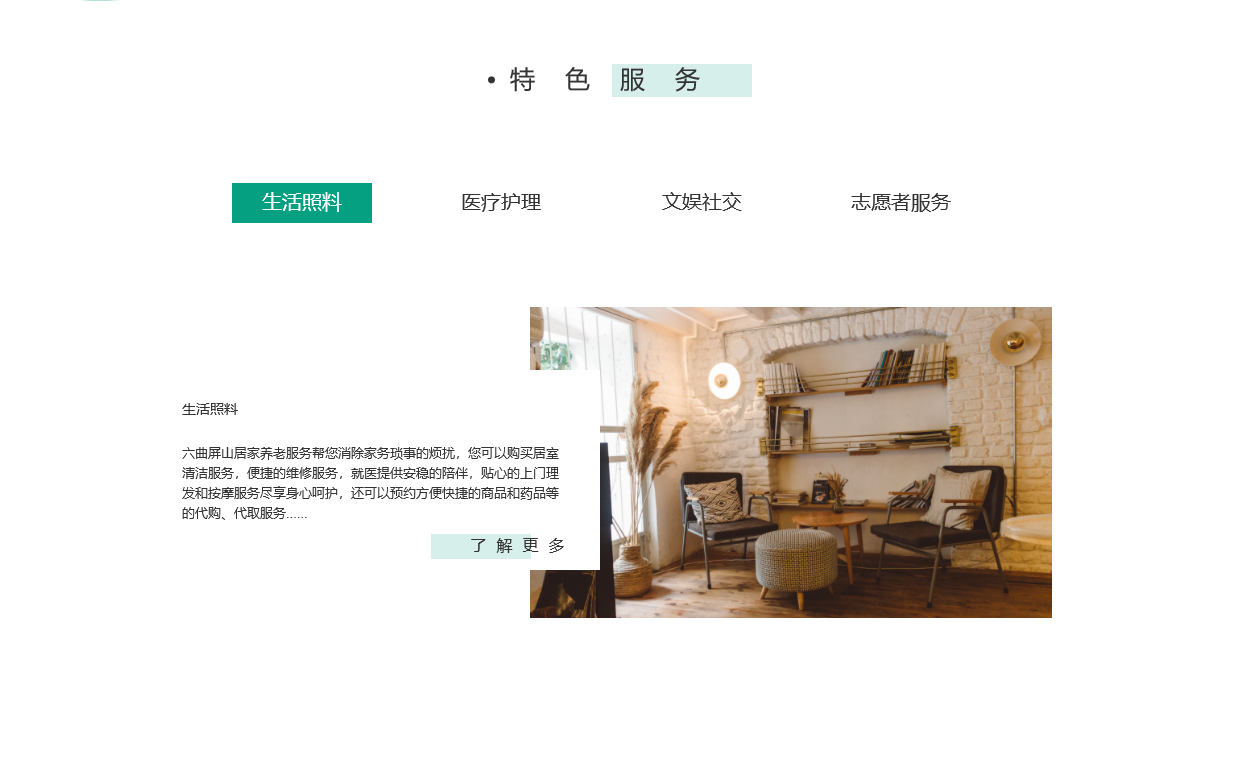 • 特 色 服 务
生活照料 医疗护理 文娱社交 志愿者服务
生活照料
六曲屏山居家养老服务帮您消除家务琐事的烦扰，您可以购买居室
清洁服务，便捷的维修服务，就医提供安稳的陪伴，贴心的上门理
发和按摩服务尽享身心呵护，还可以预约方便快捷的商品和药品等
的代购、代取服务......
了 解 更 多